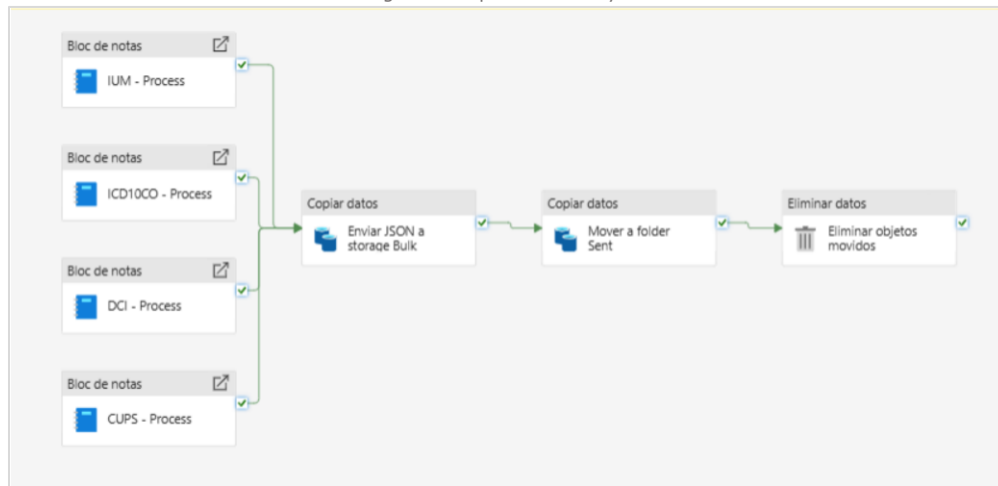 Bloc de notas
IUM - Process
Bloc de notas
ICD10CO - Process
Bloc de notas
DCI - Process
Bloc de notas
CUPS - Process
Copiar datos
Enviar JSON a
storage Bulk
Copiar datos
Mover a folder
Sent
Eliminar datos
Eliminar objetos
movidos